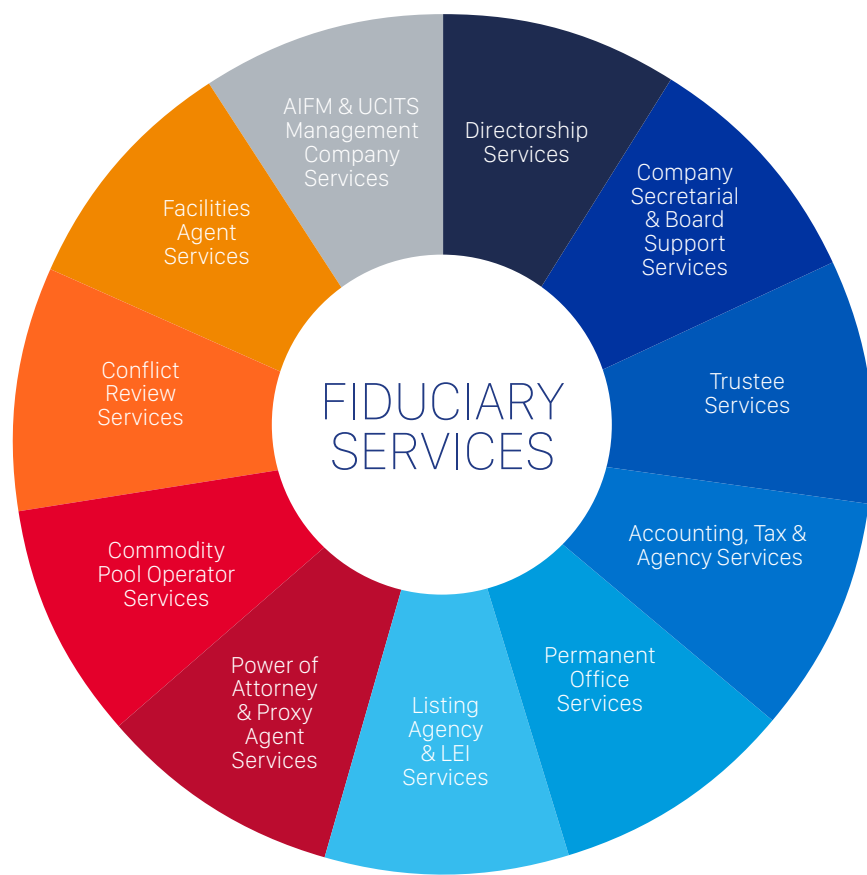 FIDUCIARY
SERVICES
Directorship
Services
Company
Secretarial
& Board
Support
Services
Trustee
Services
Accounting, Tax &
Agency Services
Permanent
Office
Services
Listing
Agency
& LEI
Services
Power of
Attorney
& Proxy
Agent
Services
Commodity
Pool Operator
Services
Conflict
Review
Services
Facilities
Agent
Services
AIFM & UCITS
Management
Company
Services